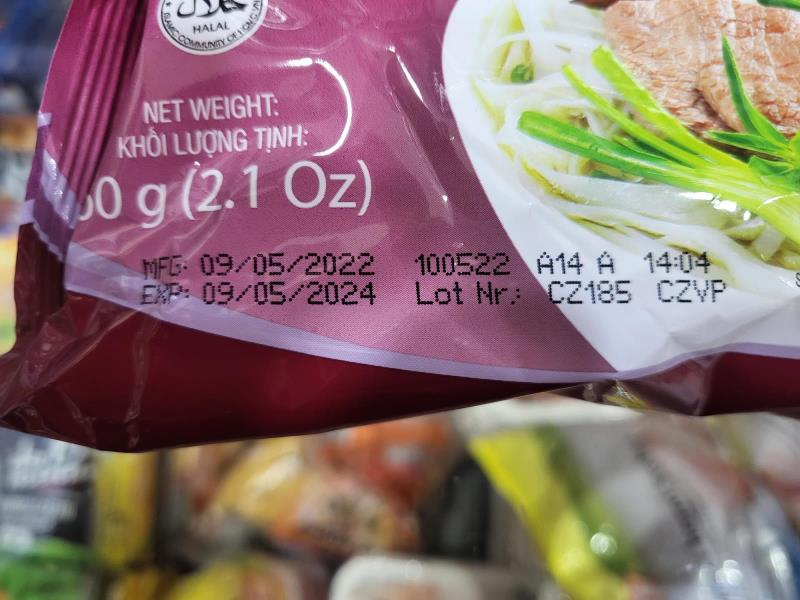 HALAL
NET WEIGHT:
KHỐI LƯỢNG TỊNH:
60 g (2.1 Oz)
MFG: 09/05/2022 100522 A14 A 14:04
EXP: 09/05/2024 Lot Nr.: CZ185 CZVP